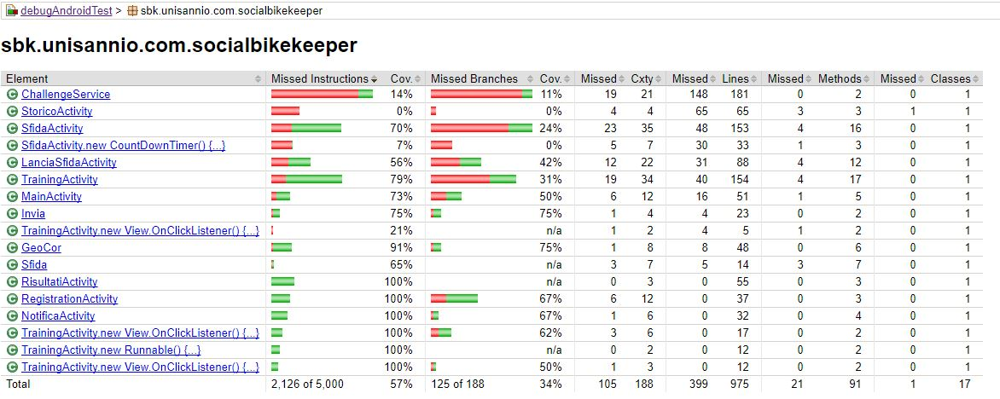 debugAndroidTest > sbk.unisannio.com.socialbikekeeper
sbk.unisannio.com.socialbikekeeper
Element Missed Instructions Cov. Missed Branches Cov. Missed Cxty Missed Lines Missed Methods Missed Classes
ChallengeService 14% 11% 19 21 148 181 0 2 0 1
StoricoActivity 0% 0% 4 4 65 65 3 3 1 1
SfidaActivity 70% 24% 23 35 48 153 4 16 0 1
SfidaActivity.new CountDownTimer() {...} 7% 0% 5 7 30 33 1 3 0 1
LanciaSfidaActivity 56% 42% 12 22 31 88 4 12 0 1
TrainingActivity 79% 31% 19 34 40 154 4 17 0 1
MainActivity 73% 50% 6 12 16 51 1 5 0 1
Invia 75% 75% 1 4 4 23 0 2 0 1
TrainingActivity.new View.OnClickListener() {...} 21% n/a 1 2 4 5 1 2 0 1
GeoCor 91% 75% 1 8 8 48 0 6 0 1
Sfida 65% n/a 3 7 5 14 3 7 0 1
RisultatiActivity 100% n/a 0 3 0 55 0 3 0 1
RegistrationActivity 100% 67% 6 12 0 37 0 3 0 1
NotificaActivity 100% 67% 1 6 0 32 0 4 0 1
TrainingActivity.new View.OnClickListener() {...} 100% 62% 3 6 0 17 0 2 0 1
TrainingActivity.new Runnable() {...} 100% n/a 0 2 0 12 0 2 0 1
TrainingActivity.new View.OnClickListener() {...} 100% 50% 1 3 0 12 0 2 0 1
Total 2,126 of 5,000 57% 125 of 188 34% 105 188 399 975 21 91 1 17